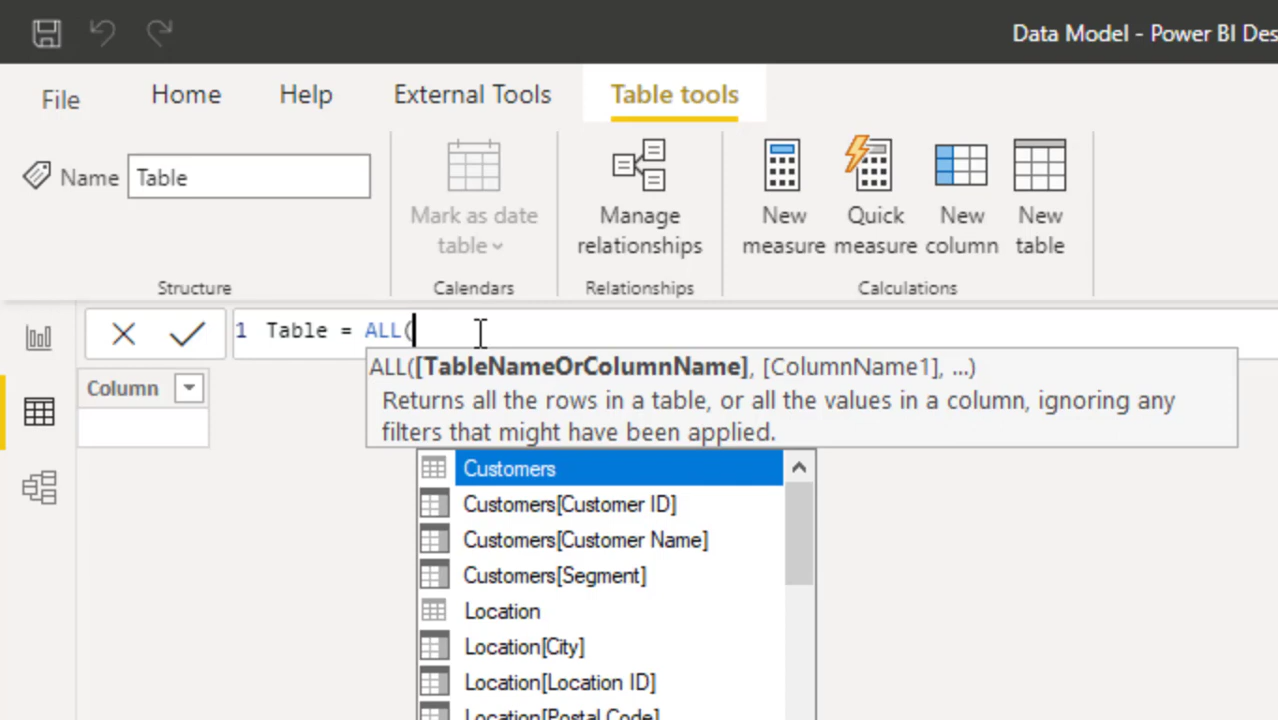 Data Model - Power BI Des
File Home Help External Tools Table tools
Name Table
Mark as date table
Manage relationships
New measure
Quick measure
New column
New table
Structure Calendars Relationships Calculations
1 Table = ALL(
Column
ALL([TableNameOrColumnName], [ColumnName1], ...)
Returns all the rows in a table, or all the values in a column, ignoring any
filters that might have been applied.
Customers
Customers[Customer ID]
Customers[Customer Name]
Customers[Segment]
Location
Location[City]
Location[Location ID]
Location[Postal Code]